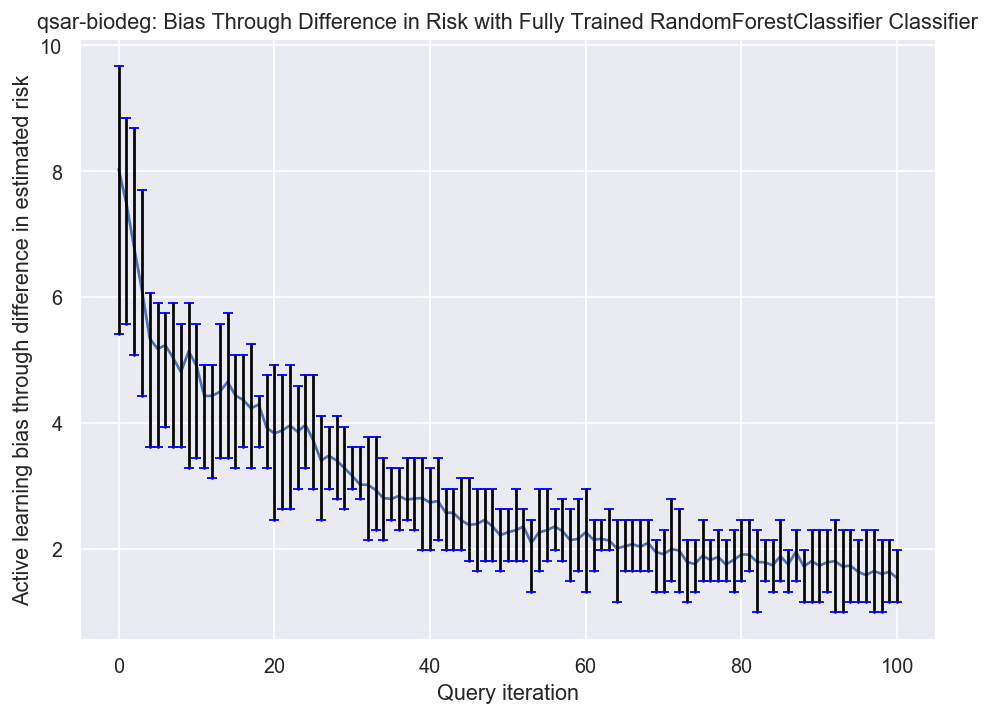 qsar-biodeg: Bias Through Difference in Risk with Fully Trained RandomForestClassifier Classifier
Active learning bias through difference in estimated risk
10
8
6
4
2
0 20 40 60 80 100
Query iteration